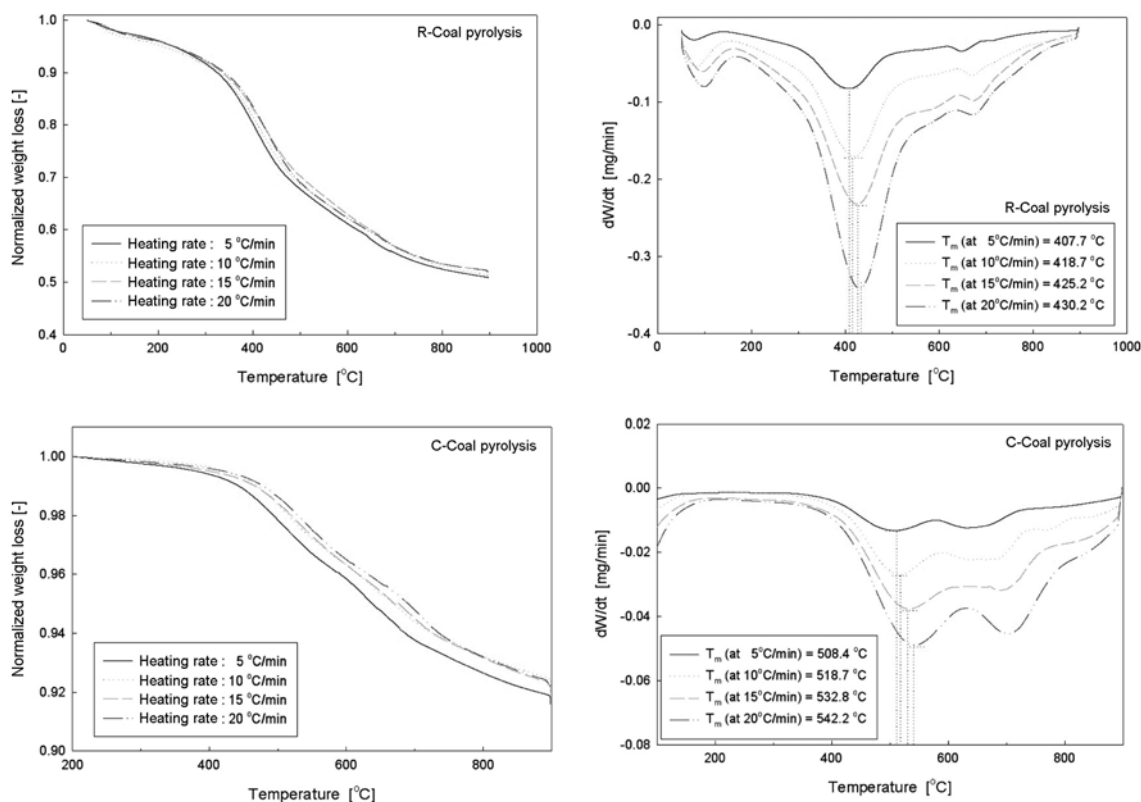 R-Coal pyrolysis
Normalized weight loss [-]
1.0
0.9
0.8
0.7
0.6
0.5
0.4
Heating rate : 5 °C/min
Heating rate : 10 °C/min
Heating rate : 15 °C/min
Heating rate : 20 °C/min
0 200 400 600 800 1000
Temperature [°C]
dW/dt [mg/min]
0.0
-0.1
-0.2
-0.3
-0.4
R-Coal pyrolysis
Tm (at 5°C/min) = 407.7 °C
Tm (at 10°C/min) = 418.7 °C
Tm (at 15°C/min) = 425.2 °C
Tm (at 20°C/min) = 430.2 °C
0 200 400 600 800 1000
Temperature [°C]
C-Coal pyrolysis
Normalized weight loss [-]
1.00
0.98
0.96
0.94
0.92
0.90
Heating rate : 5 °C/min
Heating rate : 10 °C/min
Heating rate : 15 °C/min
Heating rate : 20 °C/min
200 400 600 800
Temperature [°C]
C-Coal pyrolysis
dW/dt [mg/min]
0.02
0.00
-0.02
-0.04
-0.06
-0.08
Tm (at 5°C/min) = 508.4 °C
Tm (at 10°C/min) = 518.7 °C
Tm (at 15°C/min) = 532.8 °C
Tm (at 20°C/min) = 542.2 °C
200 400 600 800
Temperature [°C]